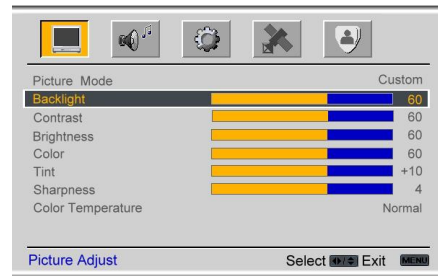 Picture Mode Custom
Backlight 60
Contrast 60
Brightness 60
Color 60
Tint +10
Sharpness 4
Color Temperature Normal
Picture Adjust Select Exit MENU